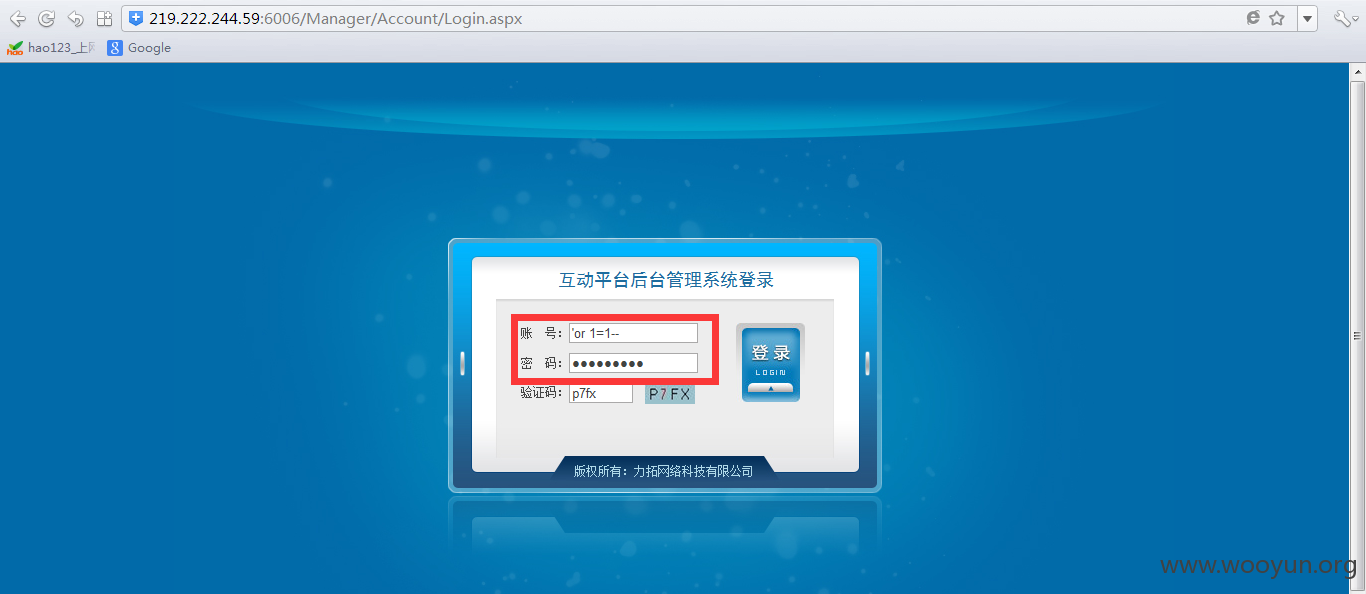 219.222.244.59:6006/Manager/Account/Login.aspx
hao123_上网 Google
互动平台后台管理系统登录
账 号: 'or 1=1--
密 码: ●●●●●●●●●
验证码: p7fx P7FX
登录
LOGIN
版权所有：力拓网络科技有限公司
www.wooyun.org